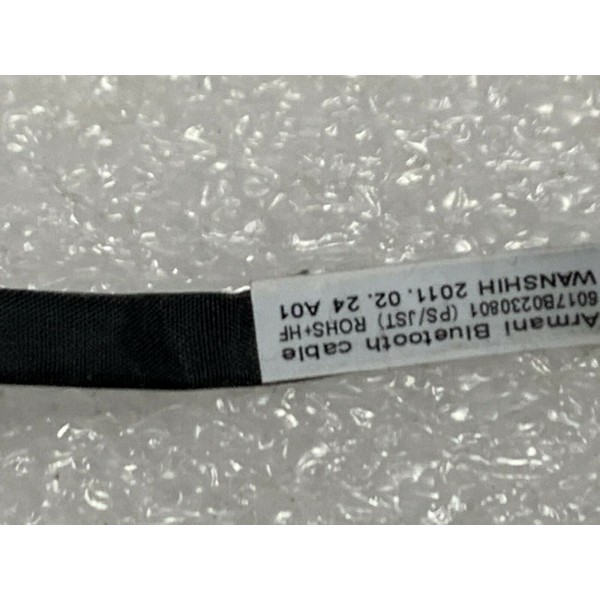 Armani Bluetooth cable
6017B0230801 (PS/JST) ROHS+HF
WANSHIH 2011. 02. 24 A01